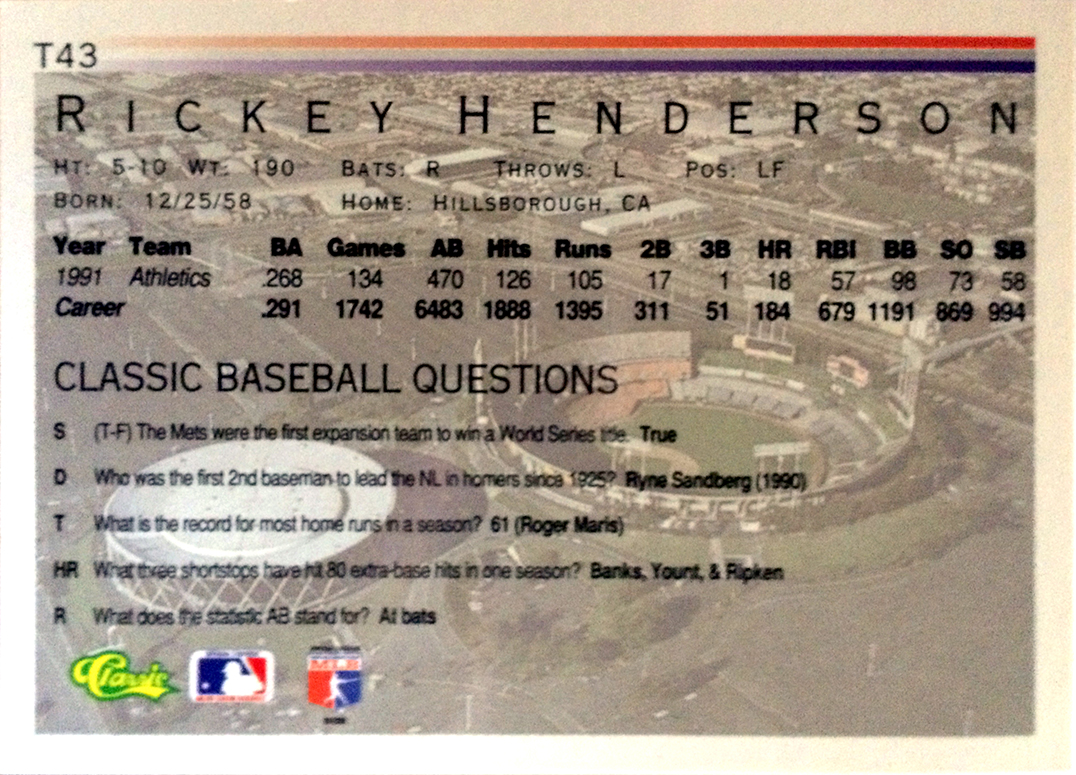 T43
RICKEY HENDERSON
HT: 5-10 WT: 190 BATS: R THROWS: L POS: LF
BORN: 12/25/58 HOME: HILLSBOROUGH, CA
Year Team BA Games AB Hits Runs 2B 3B HR RBI BB SO SB
1991 Athletics .268 134 470 126 105 17 1 18 57 98 73 58
Career .291 1742 6483 1888 1395 311 51 184 679 1191 869 994
CLASSIC BASEBALL QUESTIONS
S (T-F) The Mets were the first expansion team to win a World Series title. True
D Who was the first 2nd baseman to lead the NL in homers since 1925? Ryne Sandberg (1990)
T What is the record for most home runs in a season? 61 (Roger Maris)
HR What three shortstops have hit 80 extra-base hits in one season? Banks, Yount, & Ripken
R What does the statistic AB stand for? At bats
Classic MLB